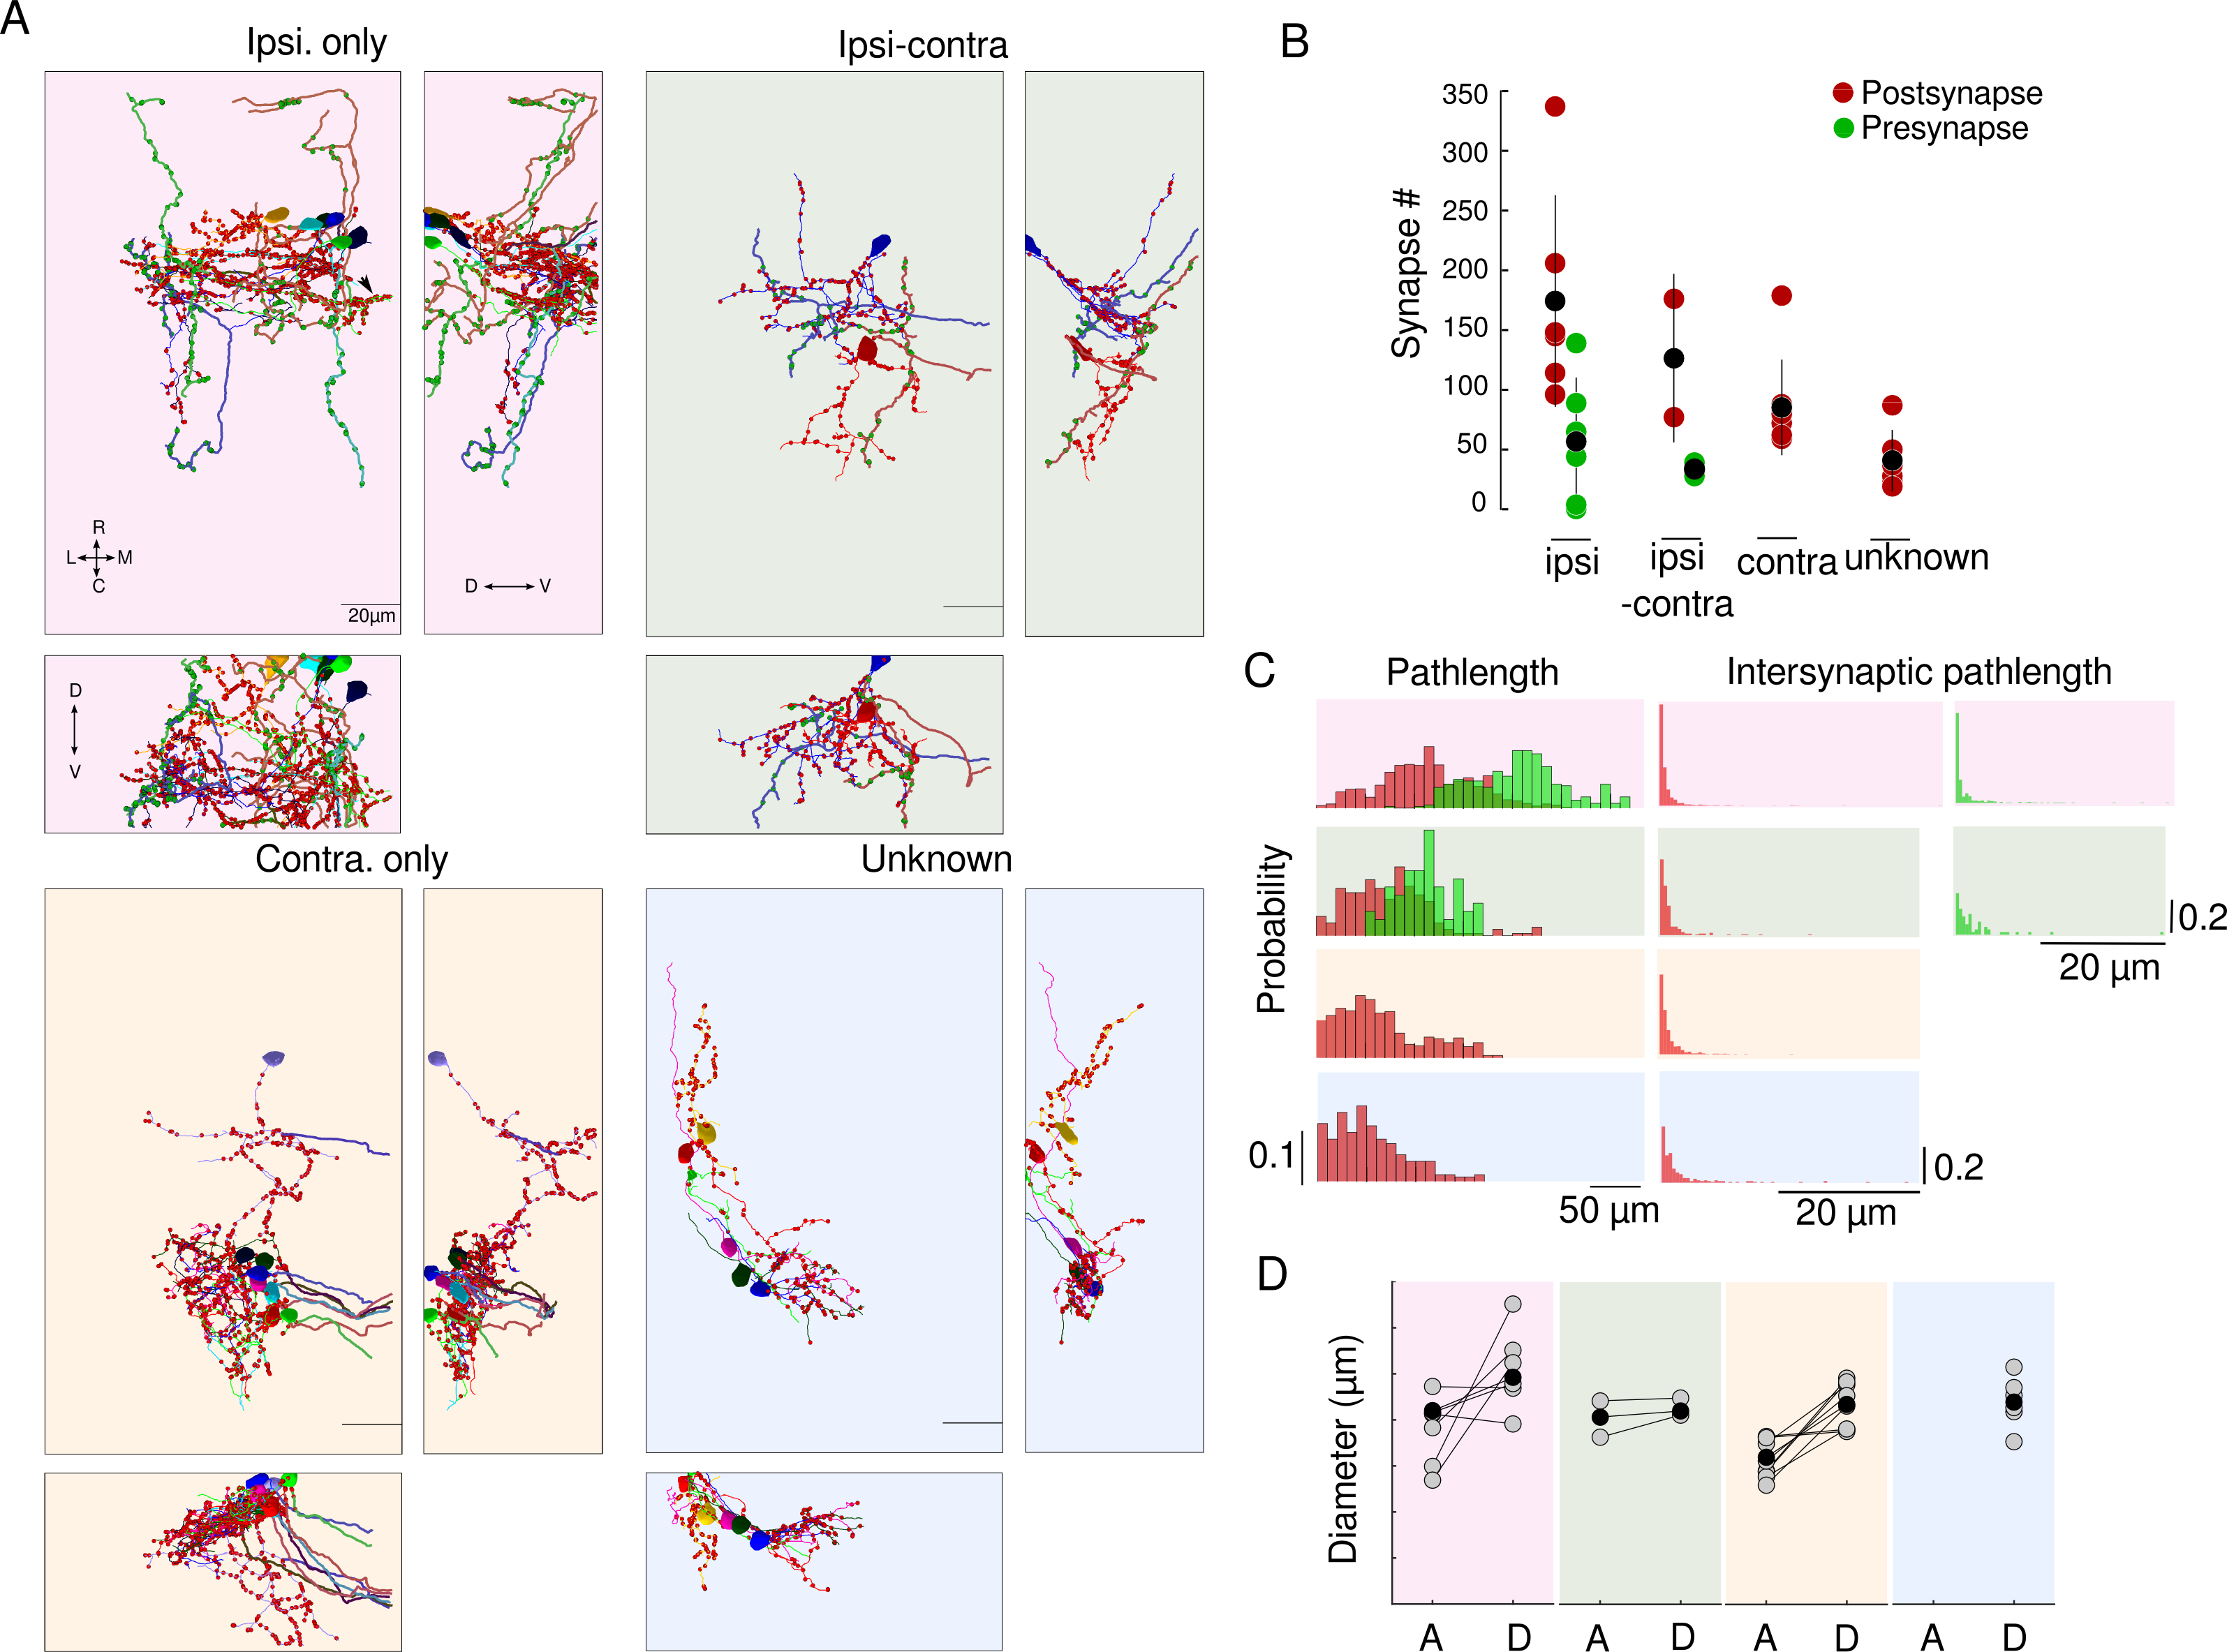 A
Ipsi. only
Ipsi-contra
R
L M
C
20µm
D V
D
V
Contra. only
Unknown
B
Postsynapse
Presynapse
Synapse #
350
300
250
200
150
100
50
0
ipsi
ipsi
-contra
contra
unknown
C
Pathlength
Intersynaptic pathlength
Probability
0.2
20 µm
0.1
50 µm
0.2
20 µm
D
Diameter (µm)
A D A D A D A D